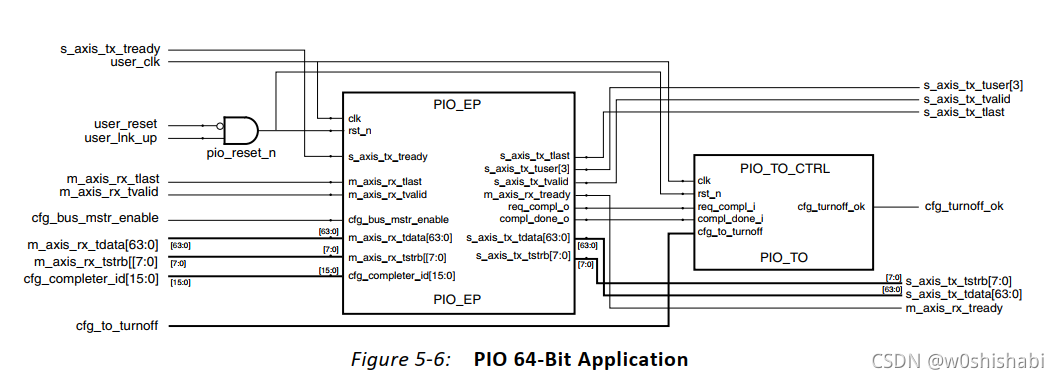 s_axis_tx_tready
user_clk
user_reset
user_lnk_up
pio_reset_n
m_axis_rx_tlast
m_axis_rx_tvalid
cfg_bus_mstr_enable
m_axis_rx_tdata[63:0]
[63:0]
m_axis_rx_tstrb[[7:0]
[7:0]
cfg_completer_id[15:0]
[15:0]
cfg_to_turnoff
PIO_EP
clk
rst_n
s_axis_tx_tready
m_axis_rx_tlast
m_axis_rx_tvalid
cfg_bus_mstr_enable
[63:0]
m_axis_rx_tdata[63:0]
[7:0]
m_axis_rx_tstrb[7:0]
[15:0]
cfg_completer_id[15:0]
s_axis_tx_tlast
s_axis_tx_tuser[3]
s_axis_tx_tvalid
m_axis_rx_tready
req_compl_o
compl_done_o
s_axis_tx_tdata[63:0]
[63:0]
s_axis_tx_tstrb[7:0]
[7:0]
PIO_EP
PIO_TO_CTRL
clk
rst_n
req_compl_i
compl_done_i
cfg_to_turnoff
cfg_turnoff_ok
PIO_TO
s_axis_tx_tuser[3]
s_axis_tx_tvalid
s_axis_tx_tlast
cfg_turnoff_ok
[7:0]
s_axis_tx_tstrb[7:0]
[63:0]
s_axis_tx_tdata[63:0]
m_axis_rx_tready
Figure 5-6: PIO 64-Bit Application
CSDN @w0shishabi